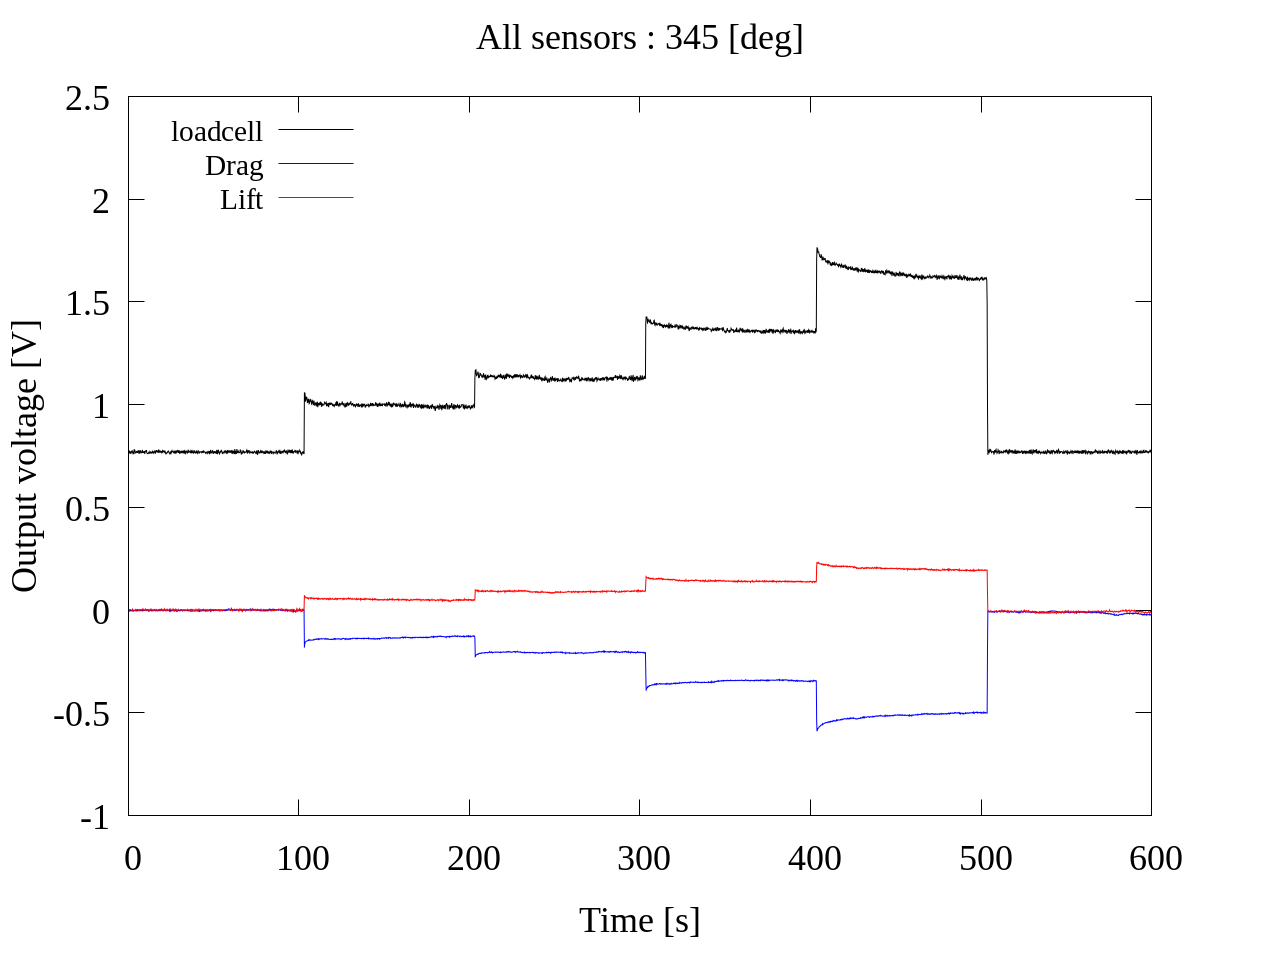 All sensors : 345 [deg]
2.5
2
1.5
1
0.5
0
-0.5
-1
loadcell
Drag
Lift
Output voltage [V]
0 100 200 300 400 500 600
Time [s]